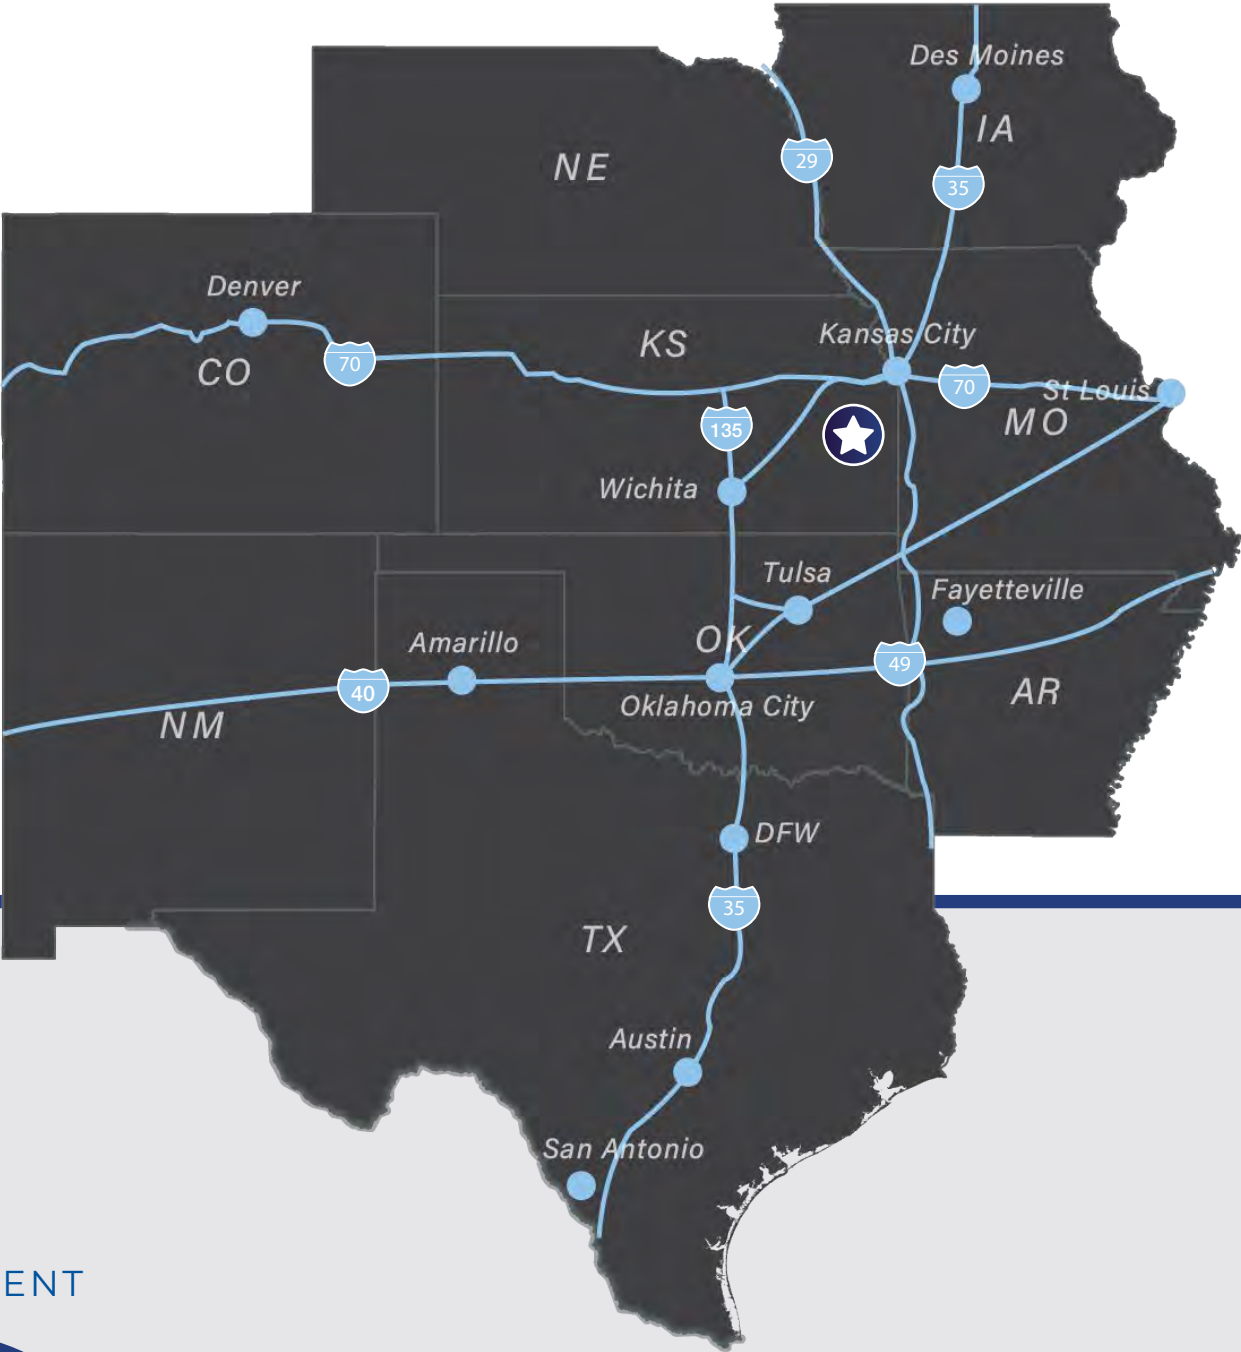 Des Moines
IA
29
NE
35
Denver
Kansas City
KS
70
CO
70
St Louis
MO
135
Wichita
Tulsa
Fayetteville
OK
Amarillo
49
40
AR
Oklahoma City
NM
DFW
35
TX
Austin
San Antonio
ENT